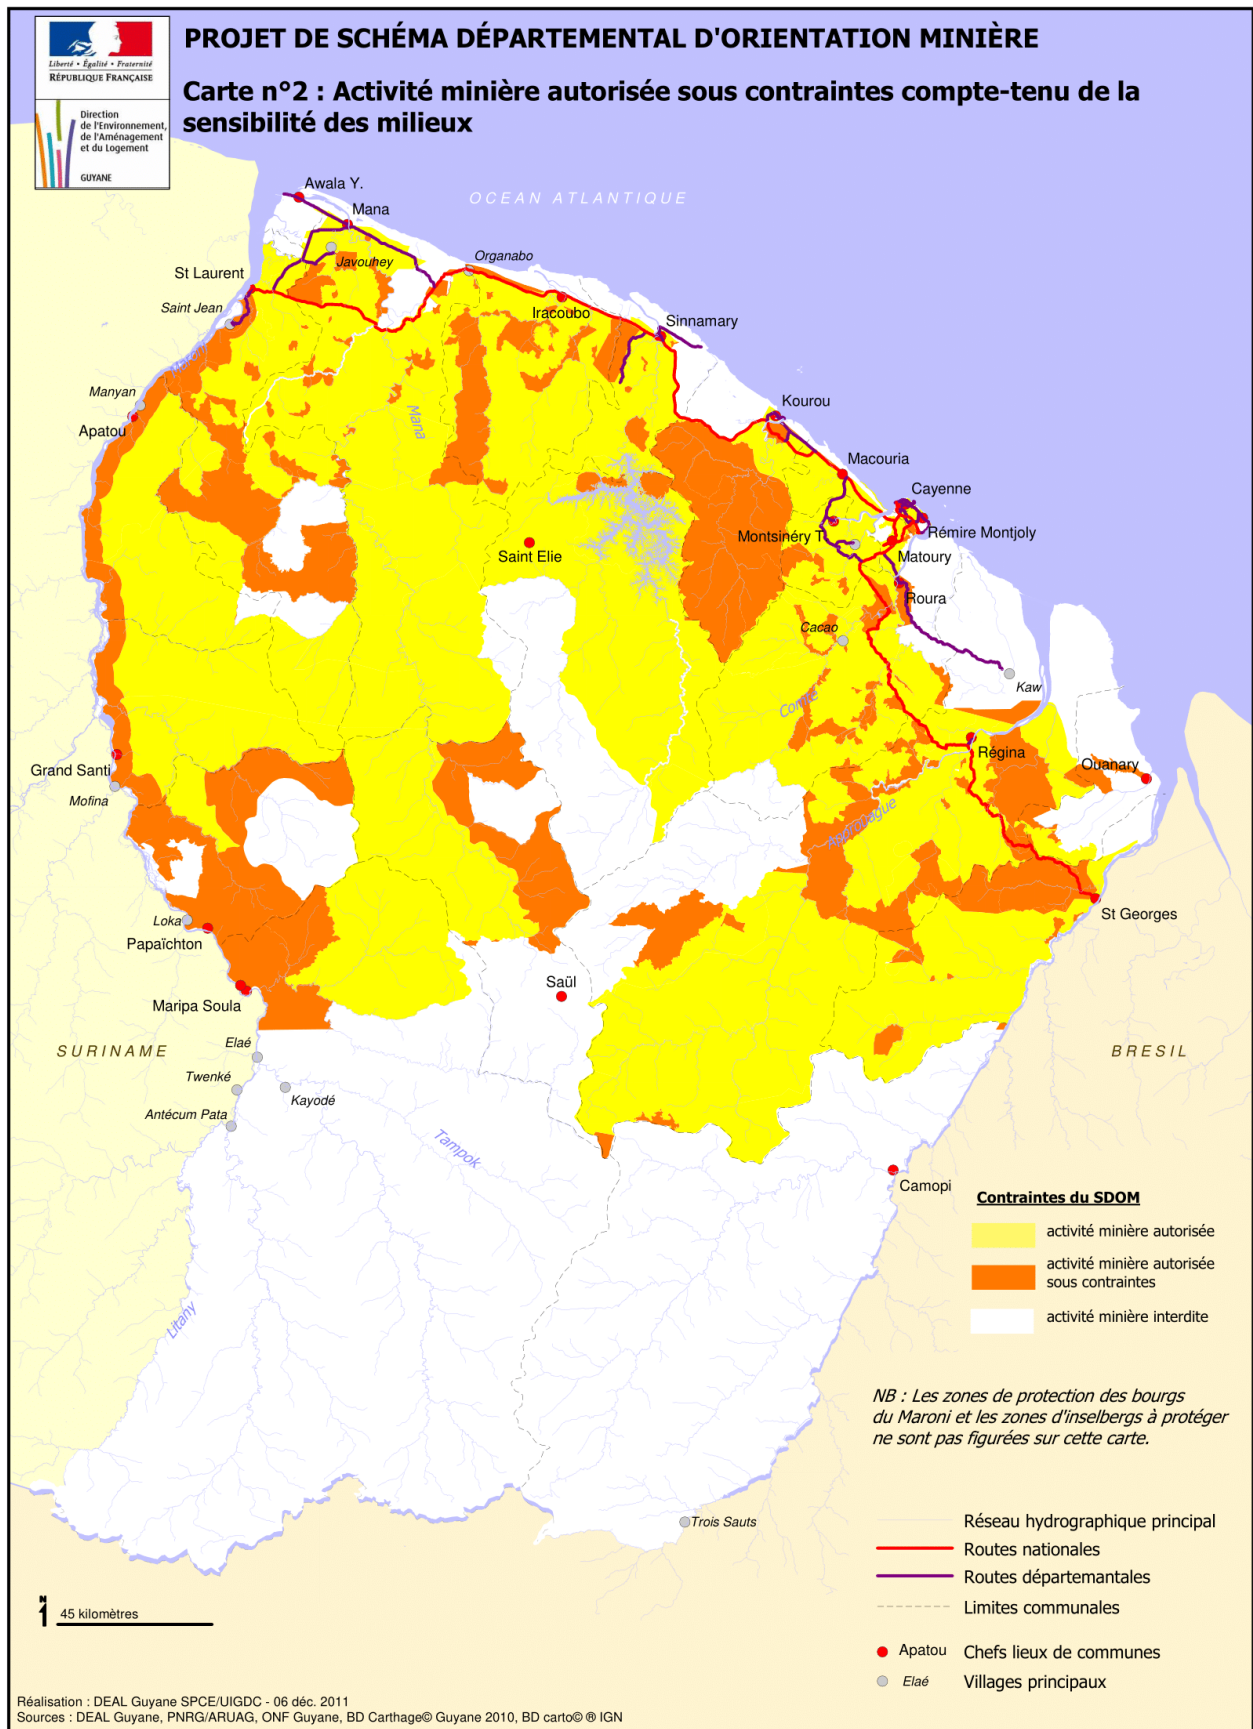 PROJET DE SCHÉMA DÉPARTEMENTAL D'ORIENTATION MINIÈRE
Carte n°2 : Activité minière autorisée sous contraintes compte-tenu de la
sensibilité des milieux
Liberté • Égalité • Fraternité
RÉPUBLIQUE FRANÇAISE
Direction
de l'Environnement,
de l'Aménagement
et du Logement
GUYANE
Awala Y.
OCEAN ATLANTIQUE
Mana
Organabo
Javouhey
St Laurent
Saint Jean
Iracoubo
Sinnamary
Manyan
Kourou
Mana
Apatou
Macouria
Cayenne
Montsinéry T
Rémire Montjoly
Saint Elie
Matoury
Roura
Cacao
Kaw
Comté
Régina
Grand Santi
Ouanary
Mofina
Approuague
St Georges
Loka
Papaïchton
Saül
Maripa Soula
Elaé
SURINAME
BRESIL
Twenké
Kayodé
Antécum Pata
Tampok
Camopi
Litany
Trois Sauts
Contraintes du SDOM
activité minière autorisée
activité minière autorisée
sous contraintes
activité minière interdite
NB : Les zones de protection des bourgs
du Maroni et les zones d'inselbergs à protéger
ne sont pas figurées sur cette carte.
Réseau hydrographique principal
Routes nationales
Routes départemantales
Limites communales
Apatou Chefs lieux de communes
Elaé Villages principaux
N
45 kilomètres
Réalisation : DEAL Guyane SPCE/UIGDC - 06 déc. 2011
Sources : DEAL Guyane, PNRG/ARUAG, ONF Guyane, BD Carthage© Guyane 2010, BD carto© ® IGN